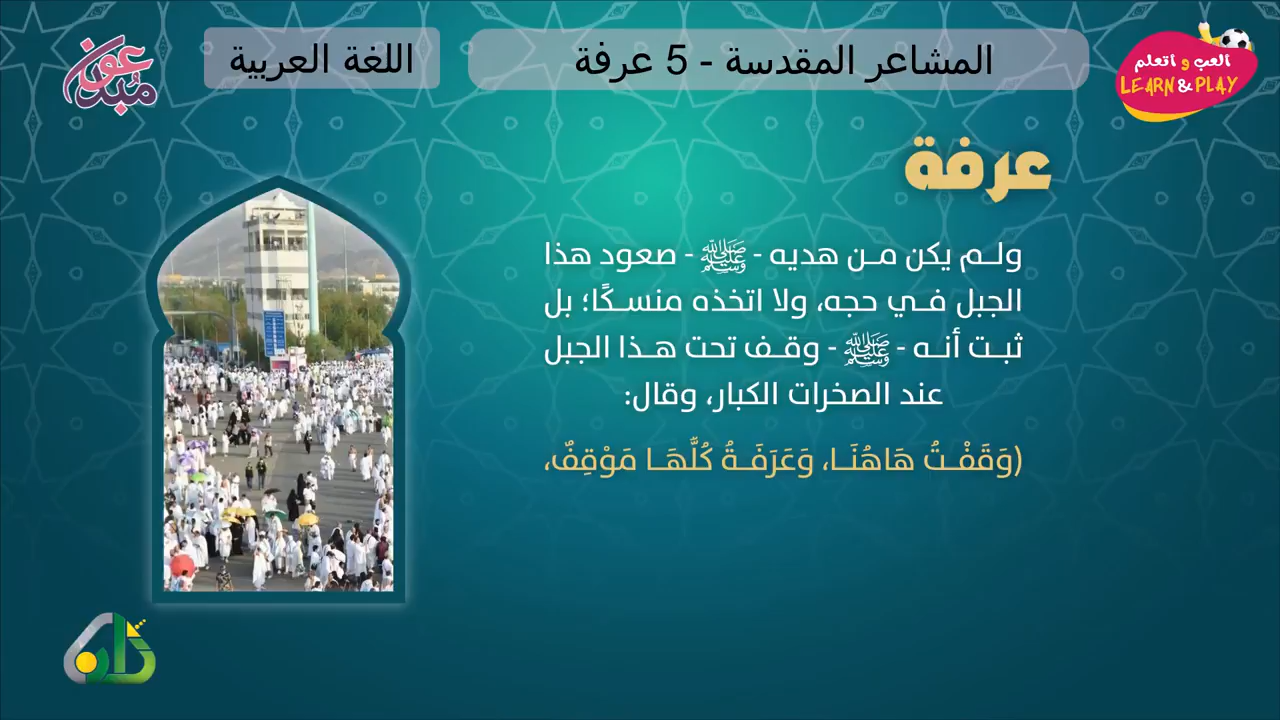 مبدعون
اللغة العربية
المشاعر المقدسة - 5 عرفة
العب و اتعلم
LEARN & PLAY
عرفة
ولـم يكن مـن هديه - ﷺ - صعود هذا
الجبل فـي حجه، ولا اتخذه منسـكًا؛ بل
ثبـت أنـه - ﷺ - وقـف تحت هـذا الجبل
عند الصخرات الكبار، وقال:
(وَقَفْـتُ هَاهُنَـا، وَعَرَفَـةُ كُلُّهَـا مَوْقِفٌ،